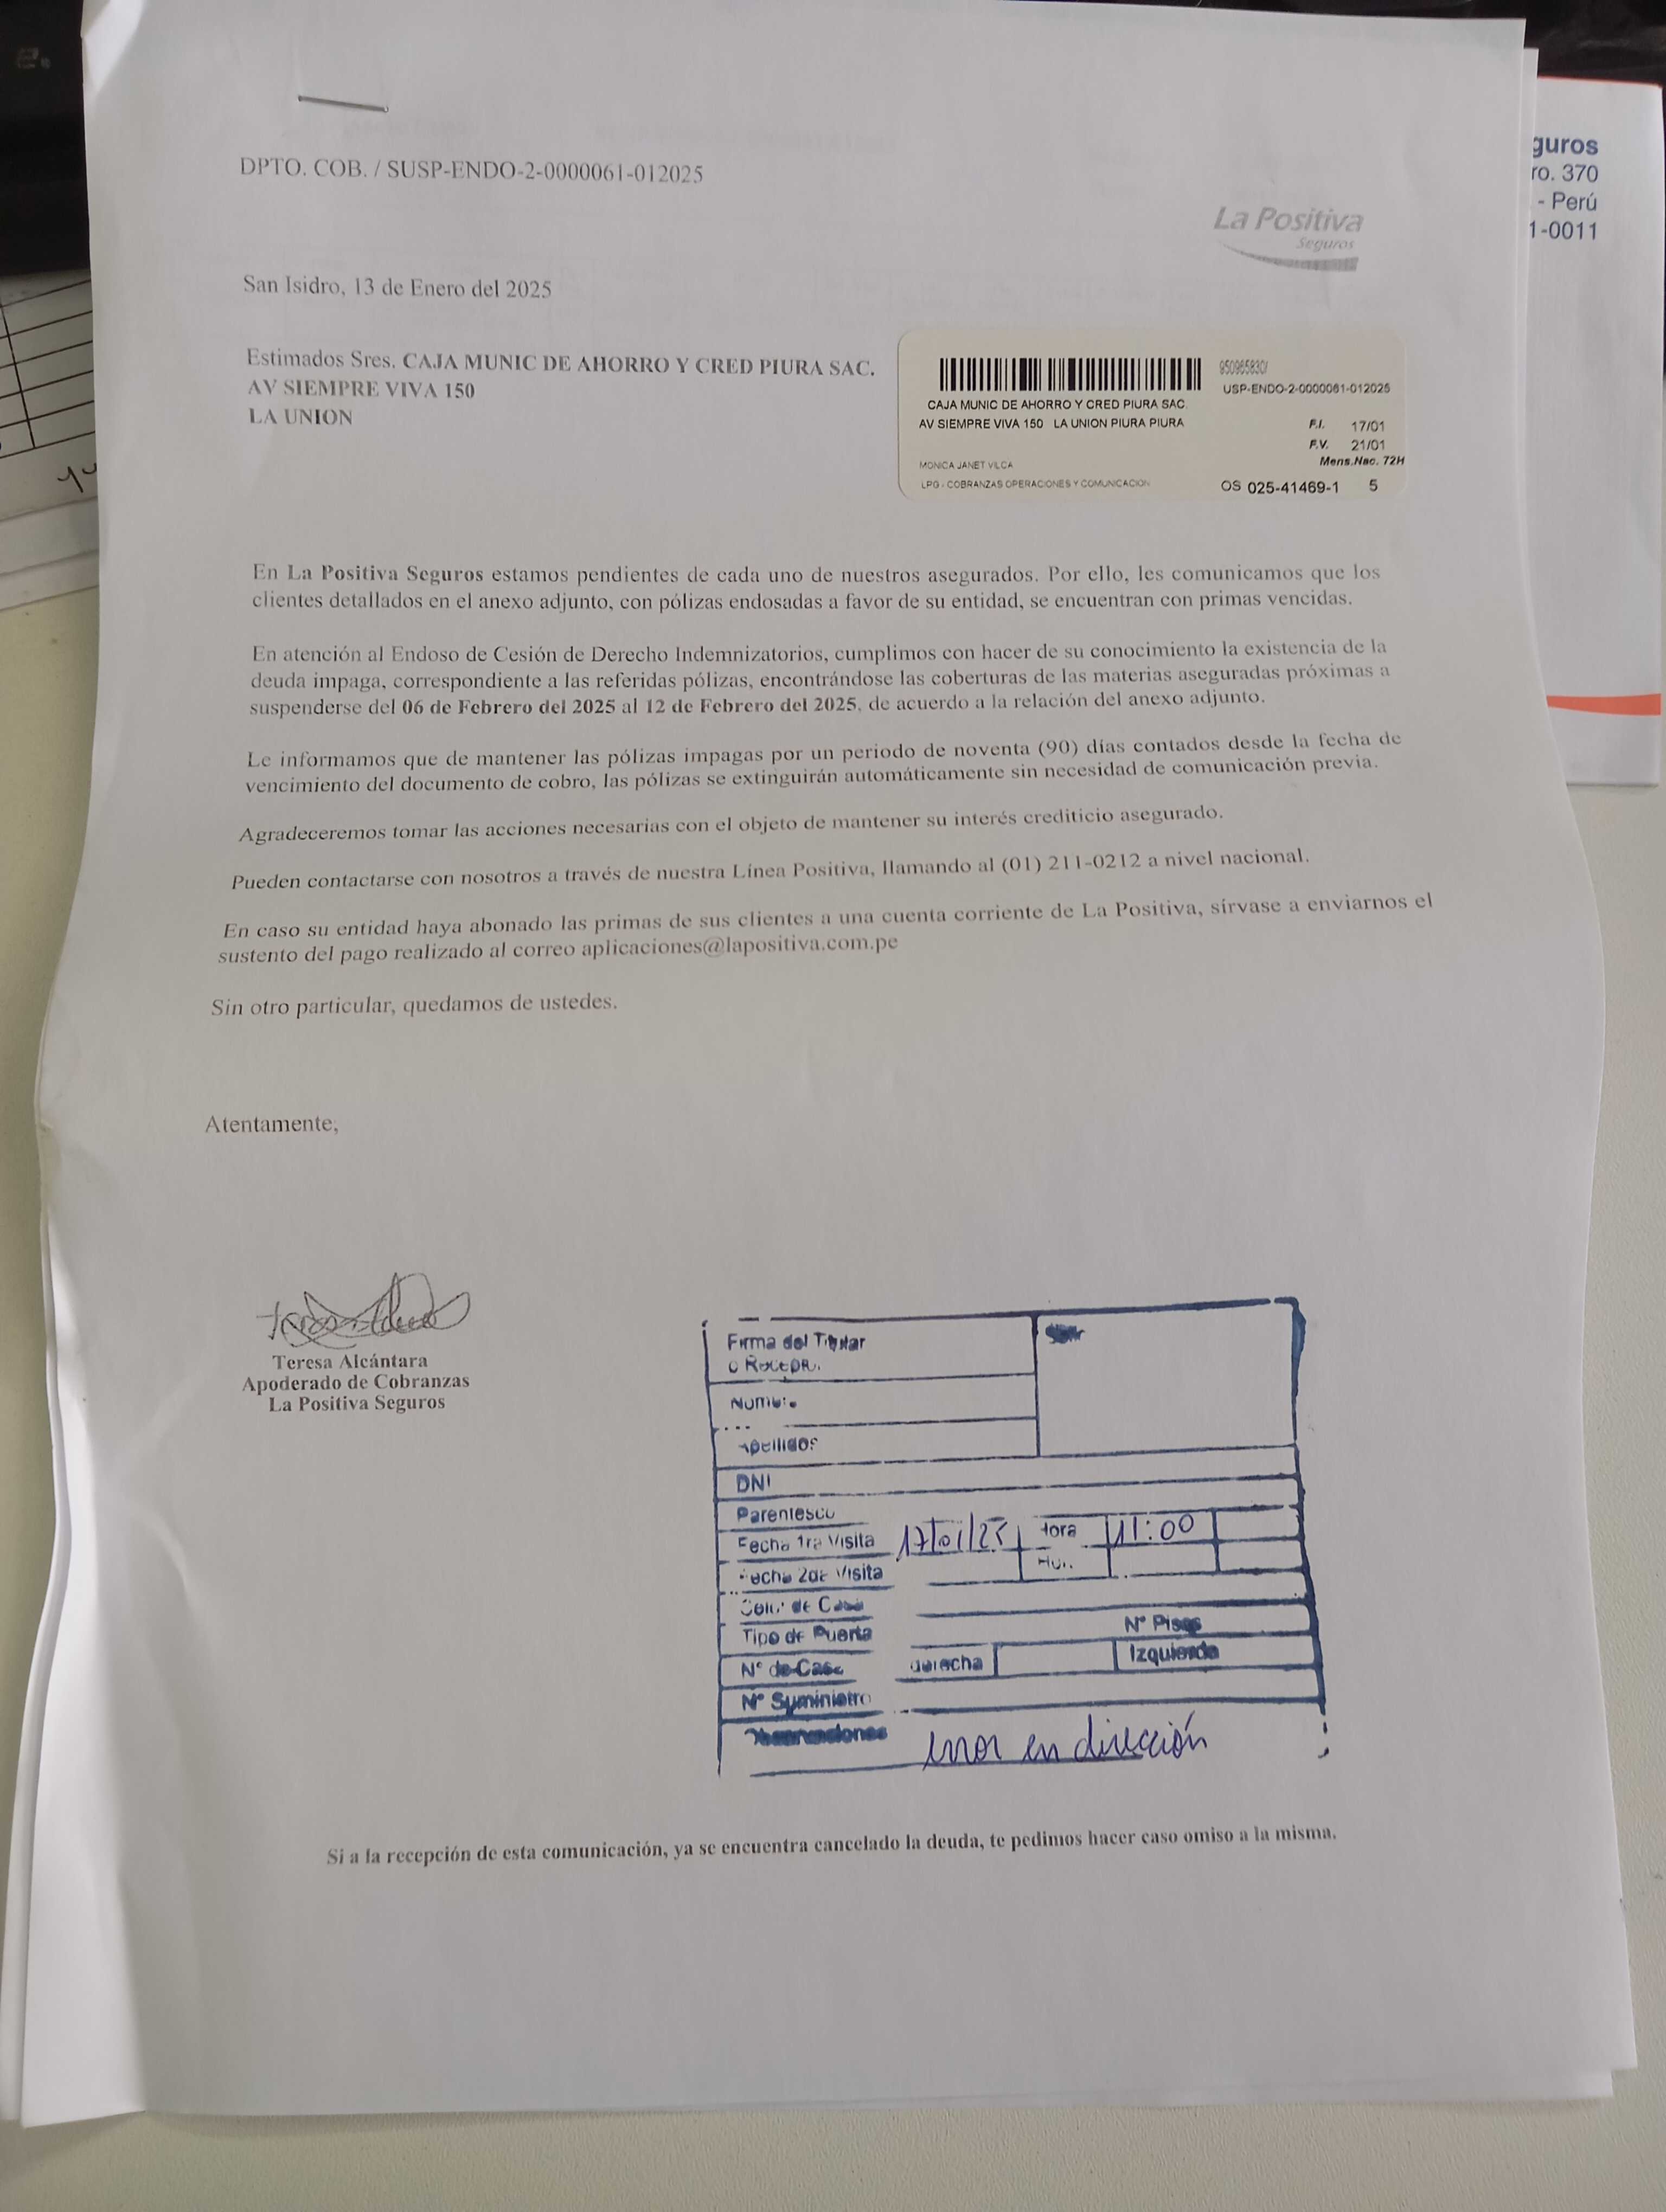 DPTO. COB. / SUSP-ENDO-2-0000061-012025
guros
ro. 370
- Perú
1-0011
La Positiva
Seguros
San Isidro, 13 de Enero del 2025
Estimados Sres. CAJA MUNIC DE AHORRO Y CRED PIURA SAC.
AV SIEMPRE VIVA 150
LA UNION
950965830/
USP-ENDO-2-0000061-012025
CAJA MUNIC DE AHORRO Y CRED PIURA SAC.
AV SIEMPRE VIVA 150 LA UNION PIURA PIURA
F.I. 17/01
F.V. 21/01
Mens.Nac. 72H
MONICA JANET VILCA
LPG - COBRANZAS OPERACIONES Y COMUNICACIÓN
OS 025-41469-1 5
En La Positiva Seguros estamos pendientes de cada uno de nuestros asegurados. Por ello, les comunicamos que los
clientes detallados en el anexo adjunto, con pólizas endosadas a favor de su entidad, se encuentran con primas vencidas.
En atención al Endoso de Cesión de Derecho Indemnizatorios, cumplimos con hacer de su conocimiento la existencia de la
deuda impaga, correspondiente a las referidas pólizas, encontrándose las coberturas de las materias aseguradas próximas a
suspenderse del 06 de Febrero del 2025 al 12 de Febrero del 2025, de acuerdo a la relación del anexo adjunto.
Le informamos que de mantener las pólizas impagas por un periodo de noventa (90) días contados desde la fecha de
vencimiento del documento de cobro, las pólizas se extinguirán automáticamente sin necesidad de comunicación previa.
Agradeceremos tomar las acciones necesarias con el objeto de mantener su interés crediticio asegurado.
Pueden contactarse con nosotros a través de nuestra Línea Positiva, llamando al (01) 211-0212 a nivel nacional.
En caso su entidad haya abonado las primas de sus clientes a una cuenta corriente de La Positiva, sírvase a enviarnos el
sustento del pago realizado al correo aplicaciones@lapositiva.com.pe
Sin otro particular, quedamos de ustedes.
Atentamente,
Teresa Alcántara
Apoderado de Cobranzas
La Positiva Seguros
Firma del Titular
o Recep.
Nombre
Apellidos
DNI
Parentesco
Fecha 1ra Visita 17/01/25 Hora 11:00
Fecha 2da Visita
de Casa
Tipo de Puerta N° Pisos
N° de Casa derecha Izquierda
N° Suministro
Observaciones error en dirección
Si a la recepción de esta comunicación, ya se encuentra cancelado la deuda, te pedimos hacer caso omiso a la misma.